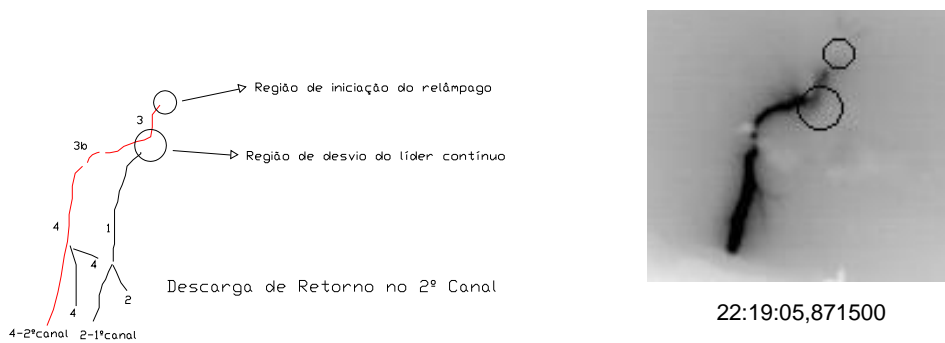 Região de iniciação do relâmpago
3
3b
Região de desvio do líder contínuo
4
1
4
2
4
Descarga de Retorno no 2º Canal
4-2ºcanal
2-1ºcanal
22:19:05,871500